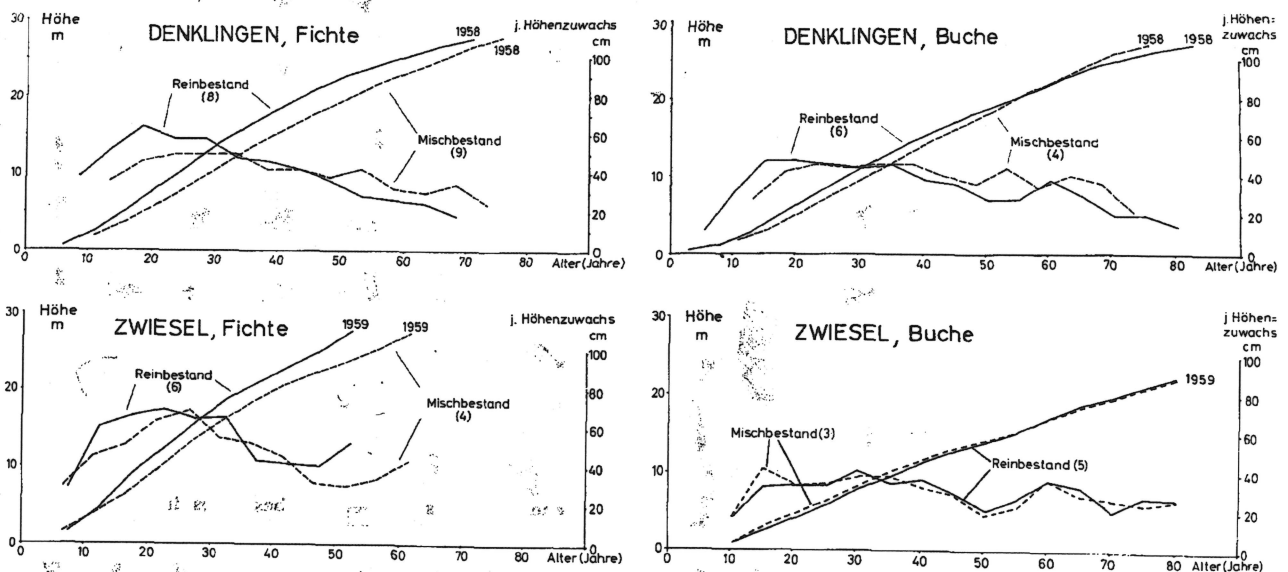 DENKLINGEN, Fichte
Höhe
m
j. Höhenzuwachs
cm
1958
1958
Reinbestand
(8)
Mischbestand
(9)
30
20
10
0
100
80
60
40
20
0
0 10 20 30 40 50 60 70 80 Alter(Jahre)
DENKLINGEN, Buche
Höhe
m
j. Höhen=
zuwachs
cm
1958 1958
Reinbestand
(6)
Mischbestand
(4)
30
20
10
0
100
80
60
40
20
0
0 10 20 30 40 50 60 70 80 Alter(Jahre)
ZWIESEL, Fichte
Höhe
m
j. Höhenzuwachs
cm
1959
1959
Reinbestand
(6)
Mischbestand
(4)
30
20
10
0
100
80
60
40
20
0
0 10 20 30 40 50 60 70 80 Alter(Jahre)
ZWIESEL, Buche
Höhe
m
j Höhen=
zuwachs
cm
1959
Mischbestand(3)
Reinbestand(5)
30
20
10
0
100
80
60
40
20
0
0 10 20 30 40 50 60 70 80 Alter(Jahre)